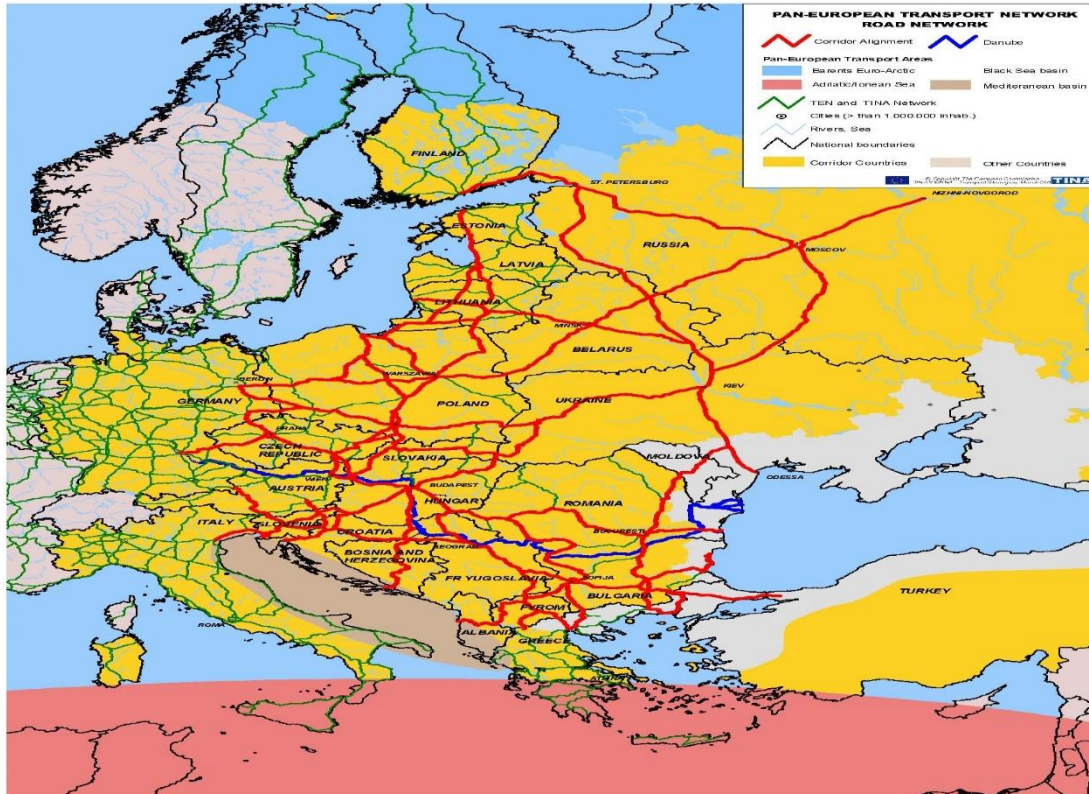 PAN-EUROPEAN TRANSPORT NETWORK
ROAD NETWORK
Corridor Alignment
Danube
Pan-European Transport Areas
Barents Euro-Arctic
Black Sea basin
Adriatic/Ionean Sea
Mediteranean basin
TEN and TINA Network
Cities (> than 1.000.000 inhab.)
Rivers, Sea
National boundaries
Corridor Countries
Other Countries
TINA
NIZHNI-NOVGOROD
FINLAND
ST. PETERSBURG
ESTONIA
RUSSIA
MOSCOV
LATVIA
LITHUANIA
MINSK
BELARUS
WARSZAWA
BERLIN
KIEV
GERMANY
POLAND
UKRAINE
PRAHA
CZECH
REPUBLIC
SLOVAKIA
MOLDOVA
ODESSA
WIEN
AUSTRIA
BUDAPEST
HUNGARY
ROMANIA
ITALY
SLOVENIA
CROATIA
BUCURESTI
BEOGRAD
BOSNIA AND
HERZEGOVINA
FR YUGOSLAVIA
SOFIJA
BULGARIA
TURKEY
FYROM
ROMA
ALBANIA
GREECE